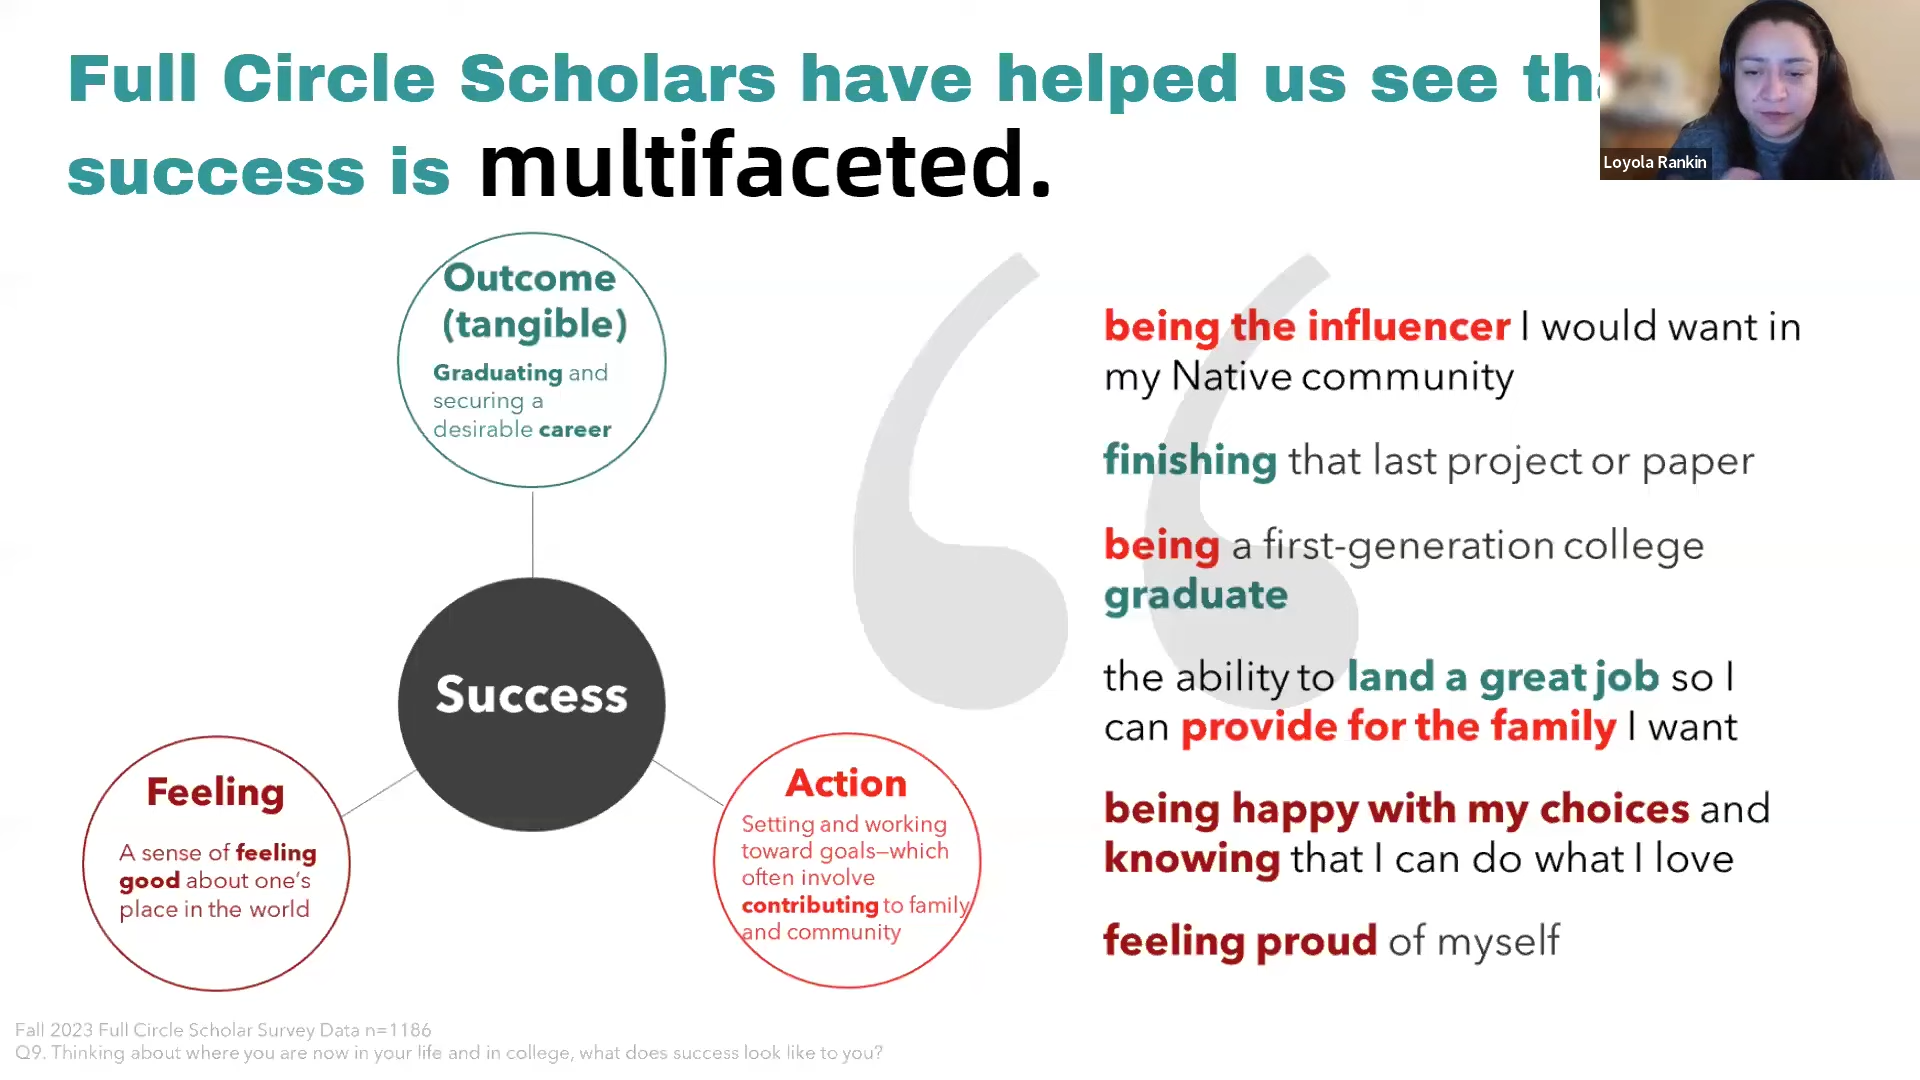 Full Circle Scholars have helped us see
success is multifaceted.
Loyola Rankin
Outcome
(tangible)
Graduating and
securing a
desirable career
Success
Feeling
A sense of feeling
good about one's
place in the world
Action
Setting and working
toward goals—which
often involve
contributing to family
and community
being the influencer I would want in
my Native community
finishing that last project or paper
being a first-generation college
graduate
the ability to land a great job so I
can provide for the family I want
being happy with my choices and
knowing that I can do what I love
feeling proud of myself
Fall 2023 Full Circle Scholar Survey Data n=1186
Q9. Thinking about where you are now in your life and in college, what does success look like to you?